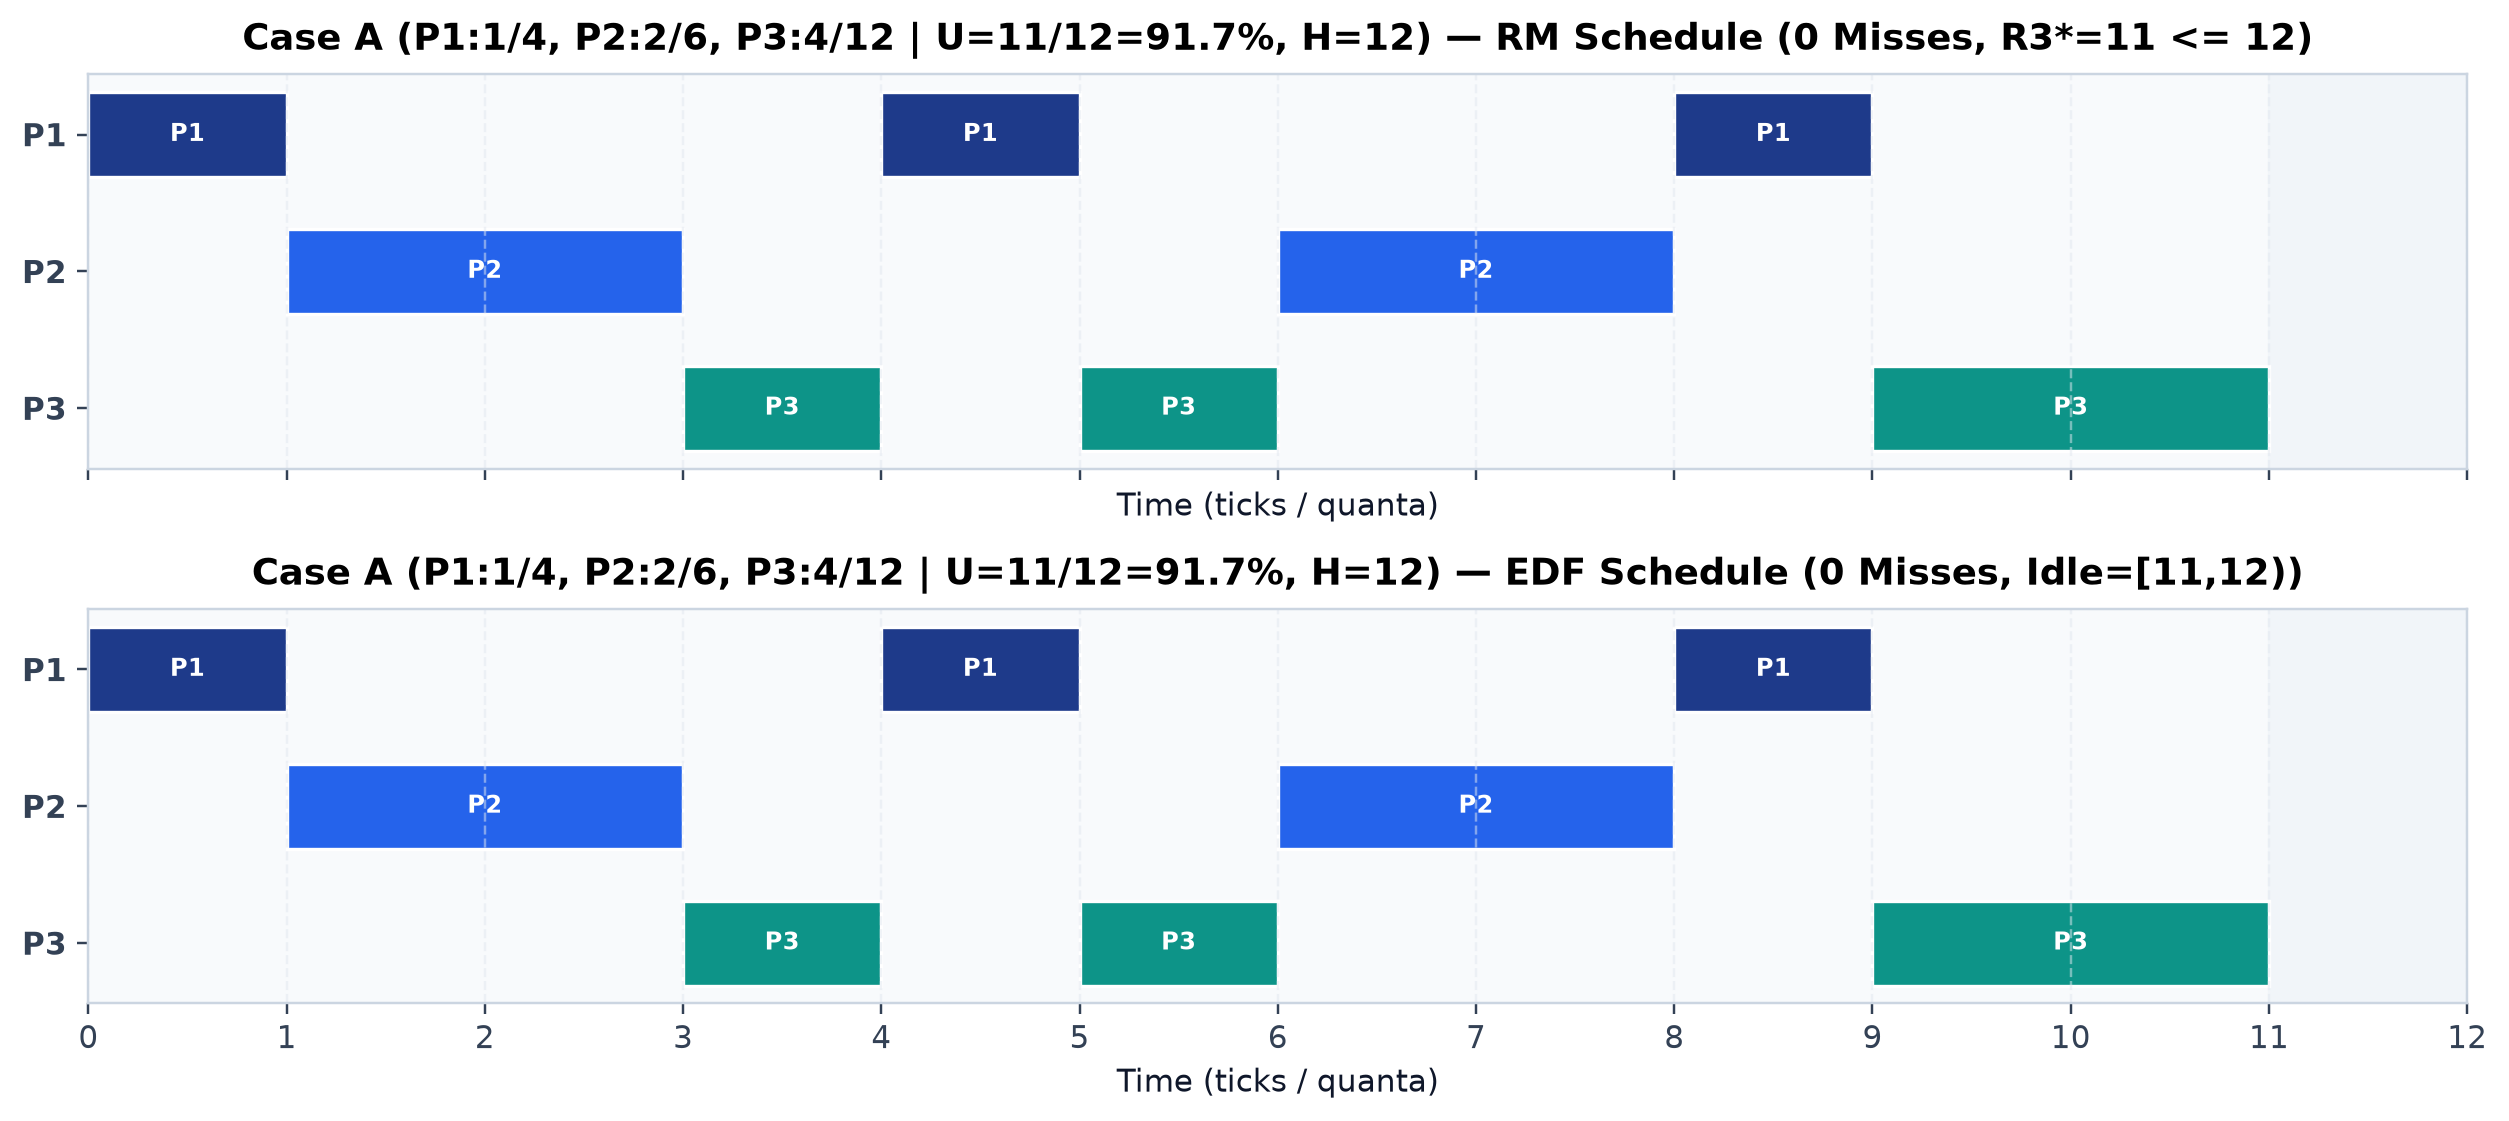 Case A (P1:1/4, P2:2/6, P3:4/12 | U=11/12=91.7%, H=12) — RM Schedule (0 Misses, R3*=11 <= 12)
P1
P1
P1
P1
P2
P2
P2
P3
P3
P3
P3
Time (ticks / quanta)
Case A (P1:1/4, P2:2/6, P3:4/12 | U=11/12=91.7%, H=12) — EDF Schedule (0 Misses, Idle=[11,12))
P1
P1
P1
P1
P2
P2
P2
P3
P3
P3
P3
0 1 2 3 4 5 6 7 8 9 10 11 12
Time (ticks / quanta)